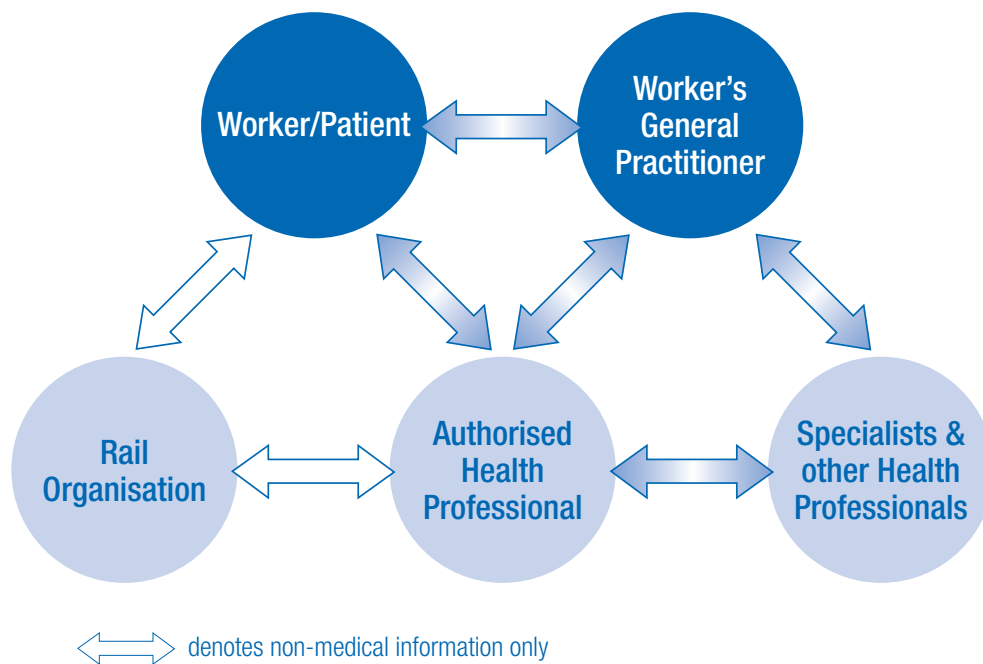 Worker/Patient
Worker’s
General
Practitioner
Rail
Organisation
Authorised
Health
Professional
Specialists &
other Health
Professionals
denotes non-medical information only